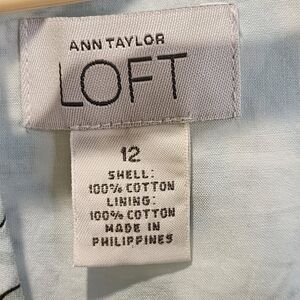 ANN TAYLOR
LOFT
12
SHELL:
100% COTTON
LINING:
100% COTTON
MADE IN
PHILIPPINES